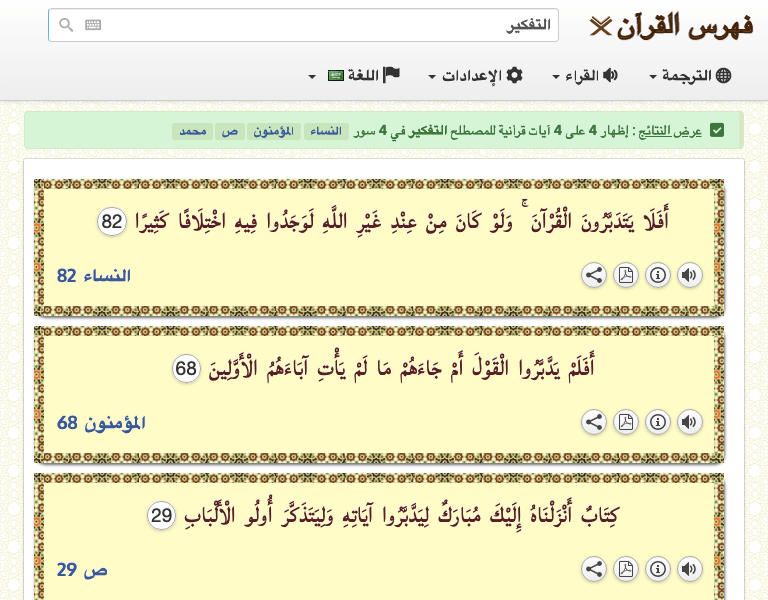 فهرس القرآن
التفكير
الترجمة القراء الإعدادات اللغة
عرض النتائج : إظهار 4 على 4 آيات قرآنية للمصطلح التفكير في 4 سور النساء المؤمنون ص محمد
أَفَلَا يَتَدَبَّرُونَ الْقُرْآنَ ۚ وَلَوْ كَانَ مِنْ عِنْدِ غَيْرِ اللَّهِ لَوَجَدُوا فِيهِ اخْتِلَافًا كَثِيرًا 82
النساء 82
أَفَلَمْ يَدَّبَّرُوا الْقَوْلَ أَمْ جَاءَهُمْ مَا لَمْ يَأْتِ آبَاءَهُمُ الْأَوَّلِينَ 68
المؤمنون 68
كِتَابٌ أَنْزَلْنَاهُ إِلَيْكَ مُبَارَكٌ لِيَدَّبَّرُوا آيَاتِهِ وَلِيَتَذَكَّرَ أُولُو الْأَلْبَابِ 29
ص 29